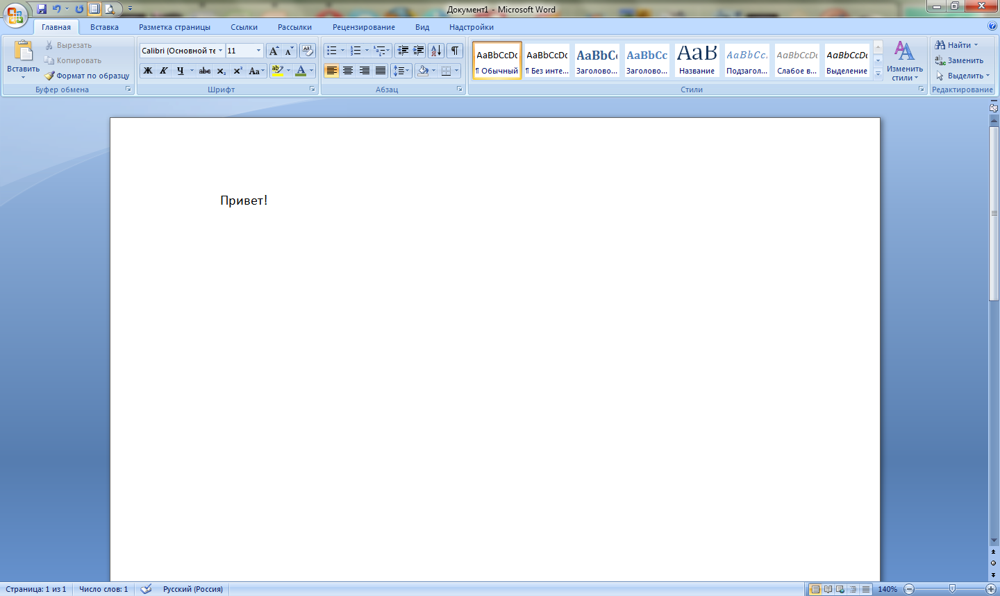 Документ1 - Microsoft Word
Главная Вставка Разметка страницы Ссылки Рассылки Рецензирование Вид Надстройки
Вставить
Вырезать
Копировать
Формат по образцу
Буфер обмена
Calibri (Основной те 11
Ж К Ч abc x₂ x² Aa ab A
Шрифт
Абзац
AaBbCcDc AaBbCcDc AaBbC AaBbCc AaB AaBbCc. AaBbCcDc AaBbCcDc
¶ Обычный ¶ Без инте... Заголово... Заголово... Название Подзагол... Слабое в... Выделение
Изменить
стили
Стили
Найти
Заменить
Выделить
Редактирование
Привет!
Страница: 1 из 1 Число слов: 1 Русский (Россия) 140%